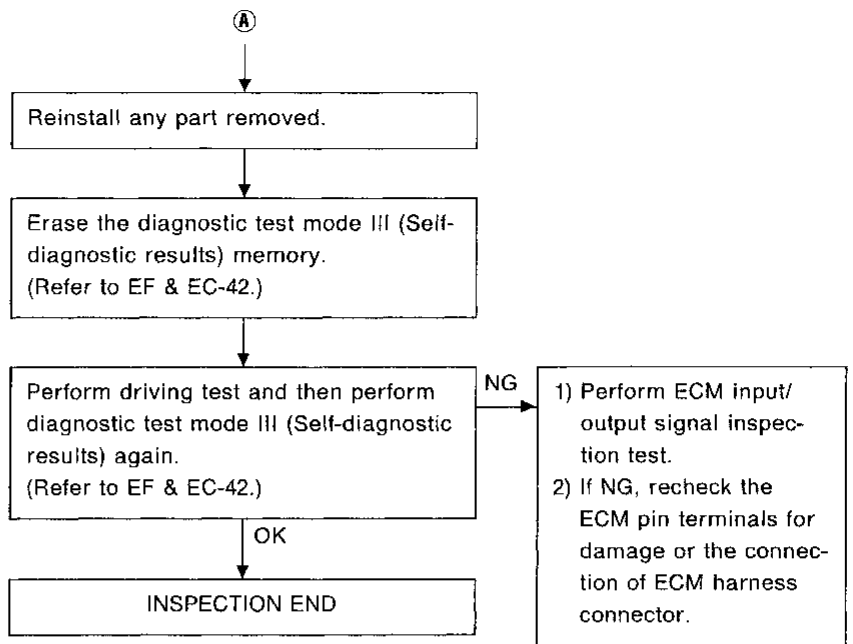 Ⓐ
Reinstall any part removed.
Erase the diagnostic test mode III (Self-
diagnostic results) memory.
(Refer to EF & EC-42.)
Perform driving test and then perform
diagnostic test mode III (Self-diagnostic
results) again.
(Refer to EF & EC-42.)
NG
1) Perform ECM input/
output signal inspec-
tion test.
2) If NG, recheck the
ECM pin terminals for
damage or the connec-
tion of ECM harness
connector.
OK
INSPECTION END